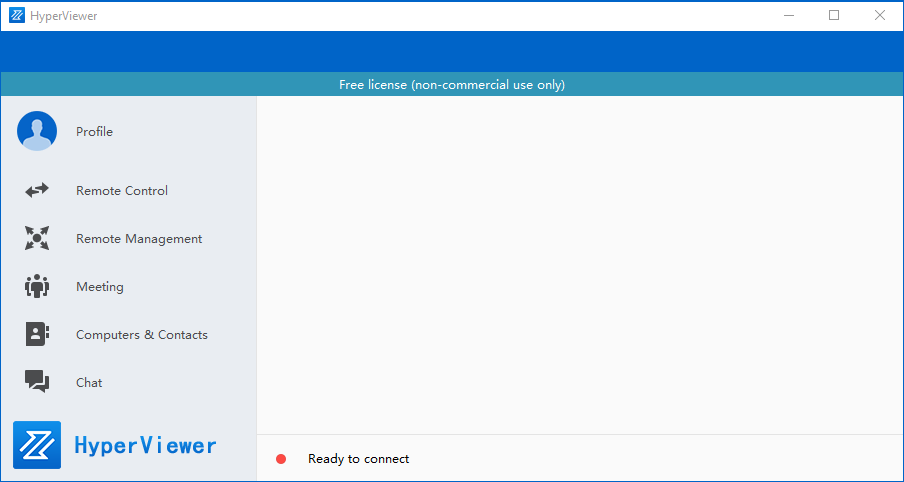 HyperViewer
Free license (non-commercial use only)
Profile
Remote Control
Remote Management
Meeting
Computers & Contacts
Chat
HyperViewer
Ready to connect